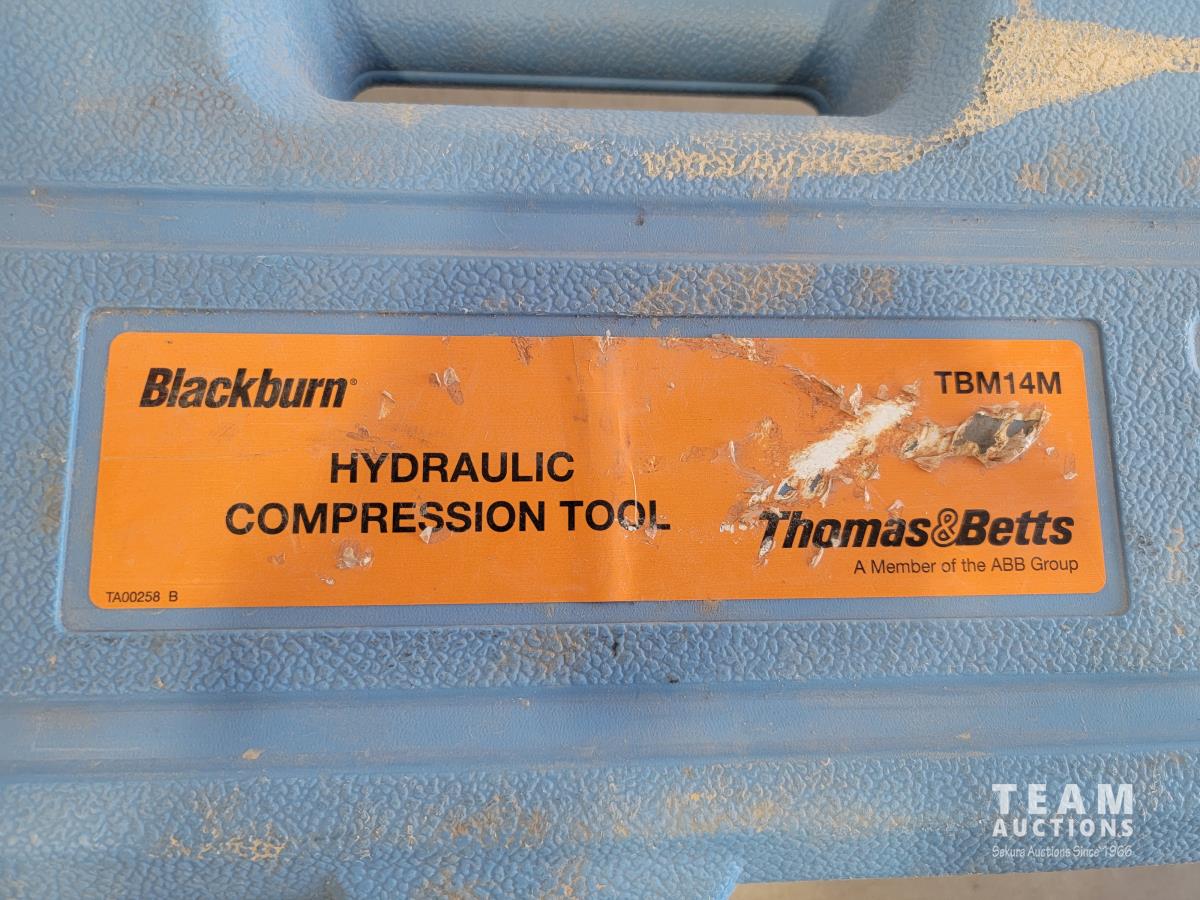 Blackburn®
TBM14M
HYDRAULIC
COMPRESSION TOOL
Thomas&Betts
A Member of the ABB Group
TA00258 B
TEAM
AUCTIONS
Sekura Auctions Since 1966